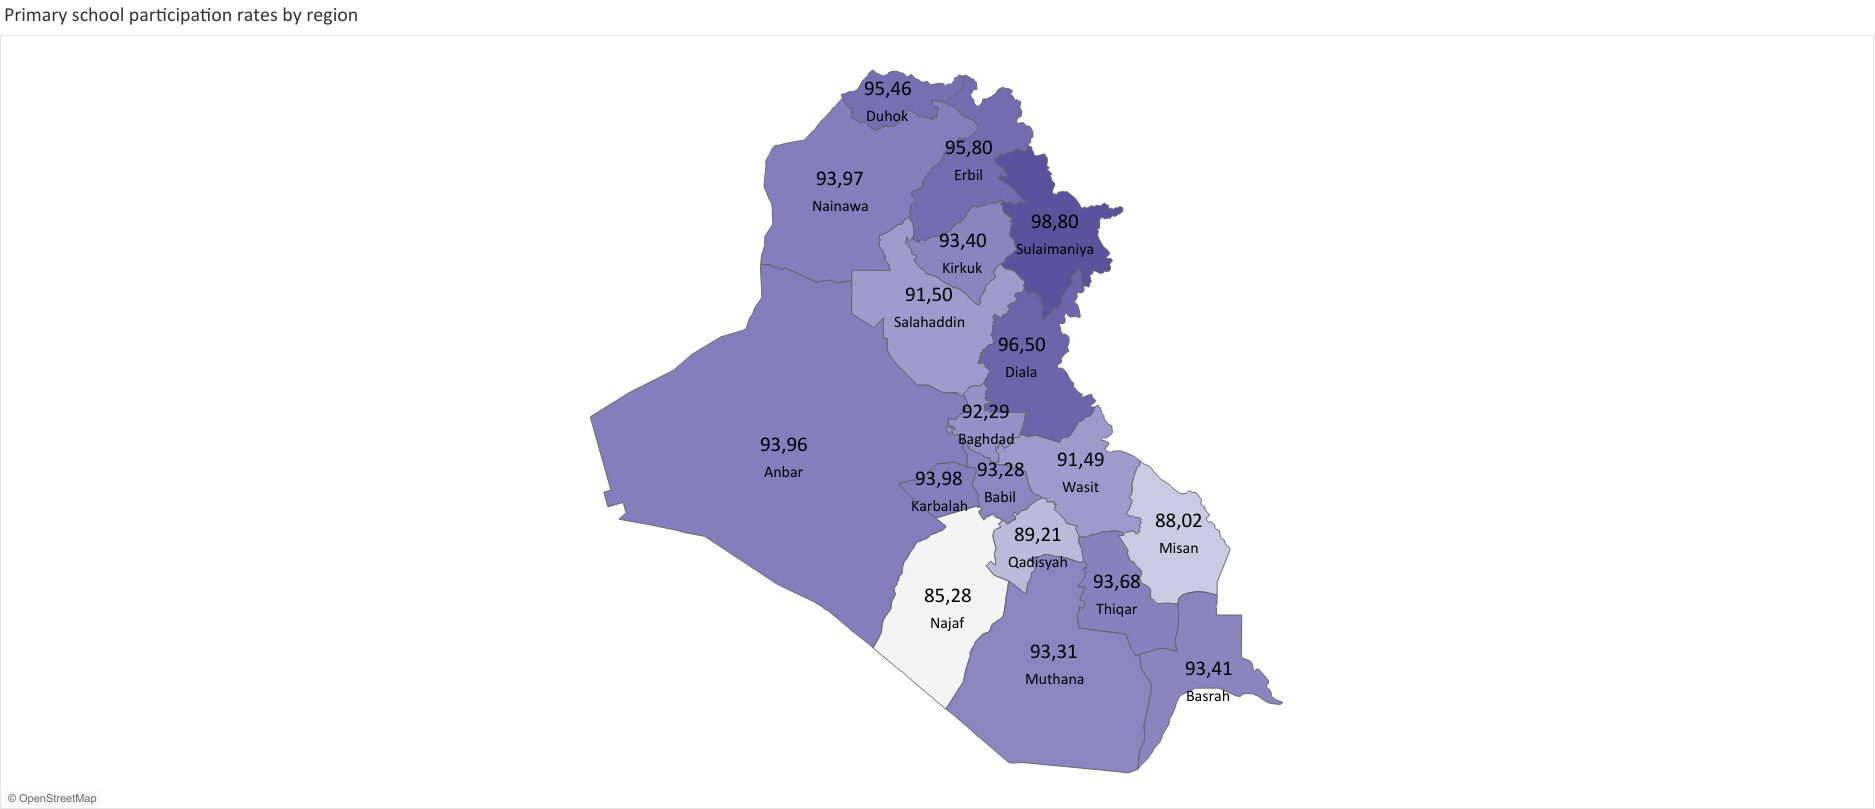 Primary school participation rates by region
95,46
Duhok
95,80
Erbil
93,97
Nainawa
98,80
Sulaimaniya
93,40
Kirkuk
91,50
Salahaddin
96,50
Diala
92,29
Baghdad
93,96
Anbar
91,49
Wasit
93,28
Babil
93,98
Karbalah
88,02
Misan
89,21
Qadisyah
93,68
Thiqar
85,28
Najaf
93,31
Muthana
93,41
Basrah
© OpenStreetMap